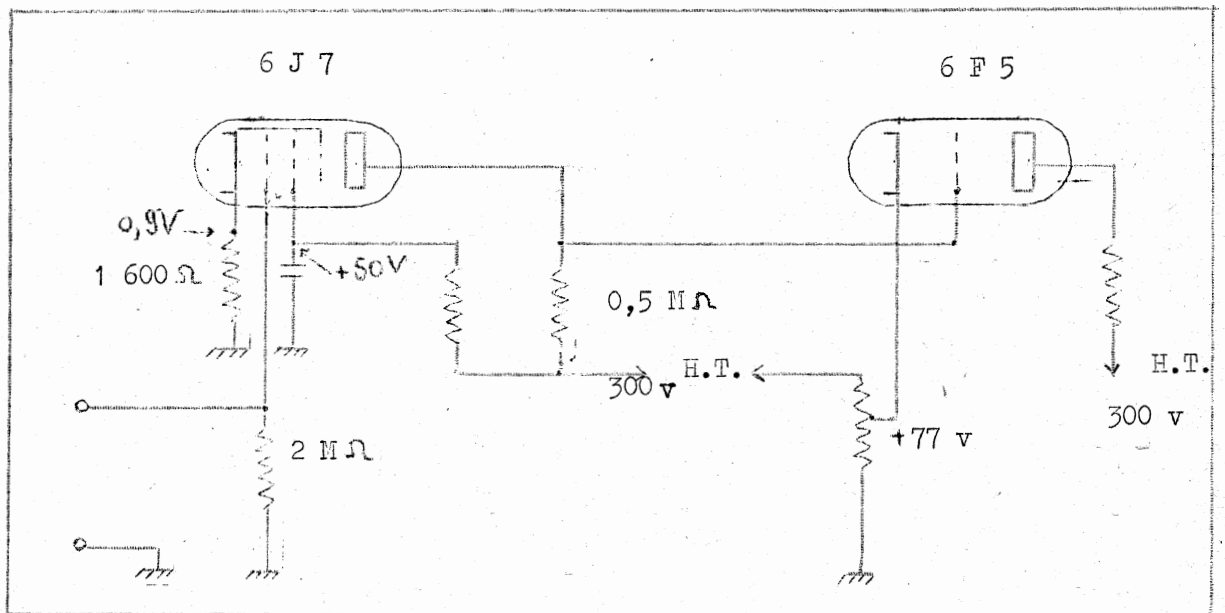 6 J 7
6 F 5
0,9V
1 600 Ω
+50V
0,5 MΩ
300 v
H.T.
H.T.
300 v
+77 v
2 MΩ